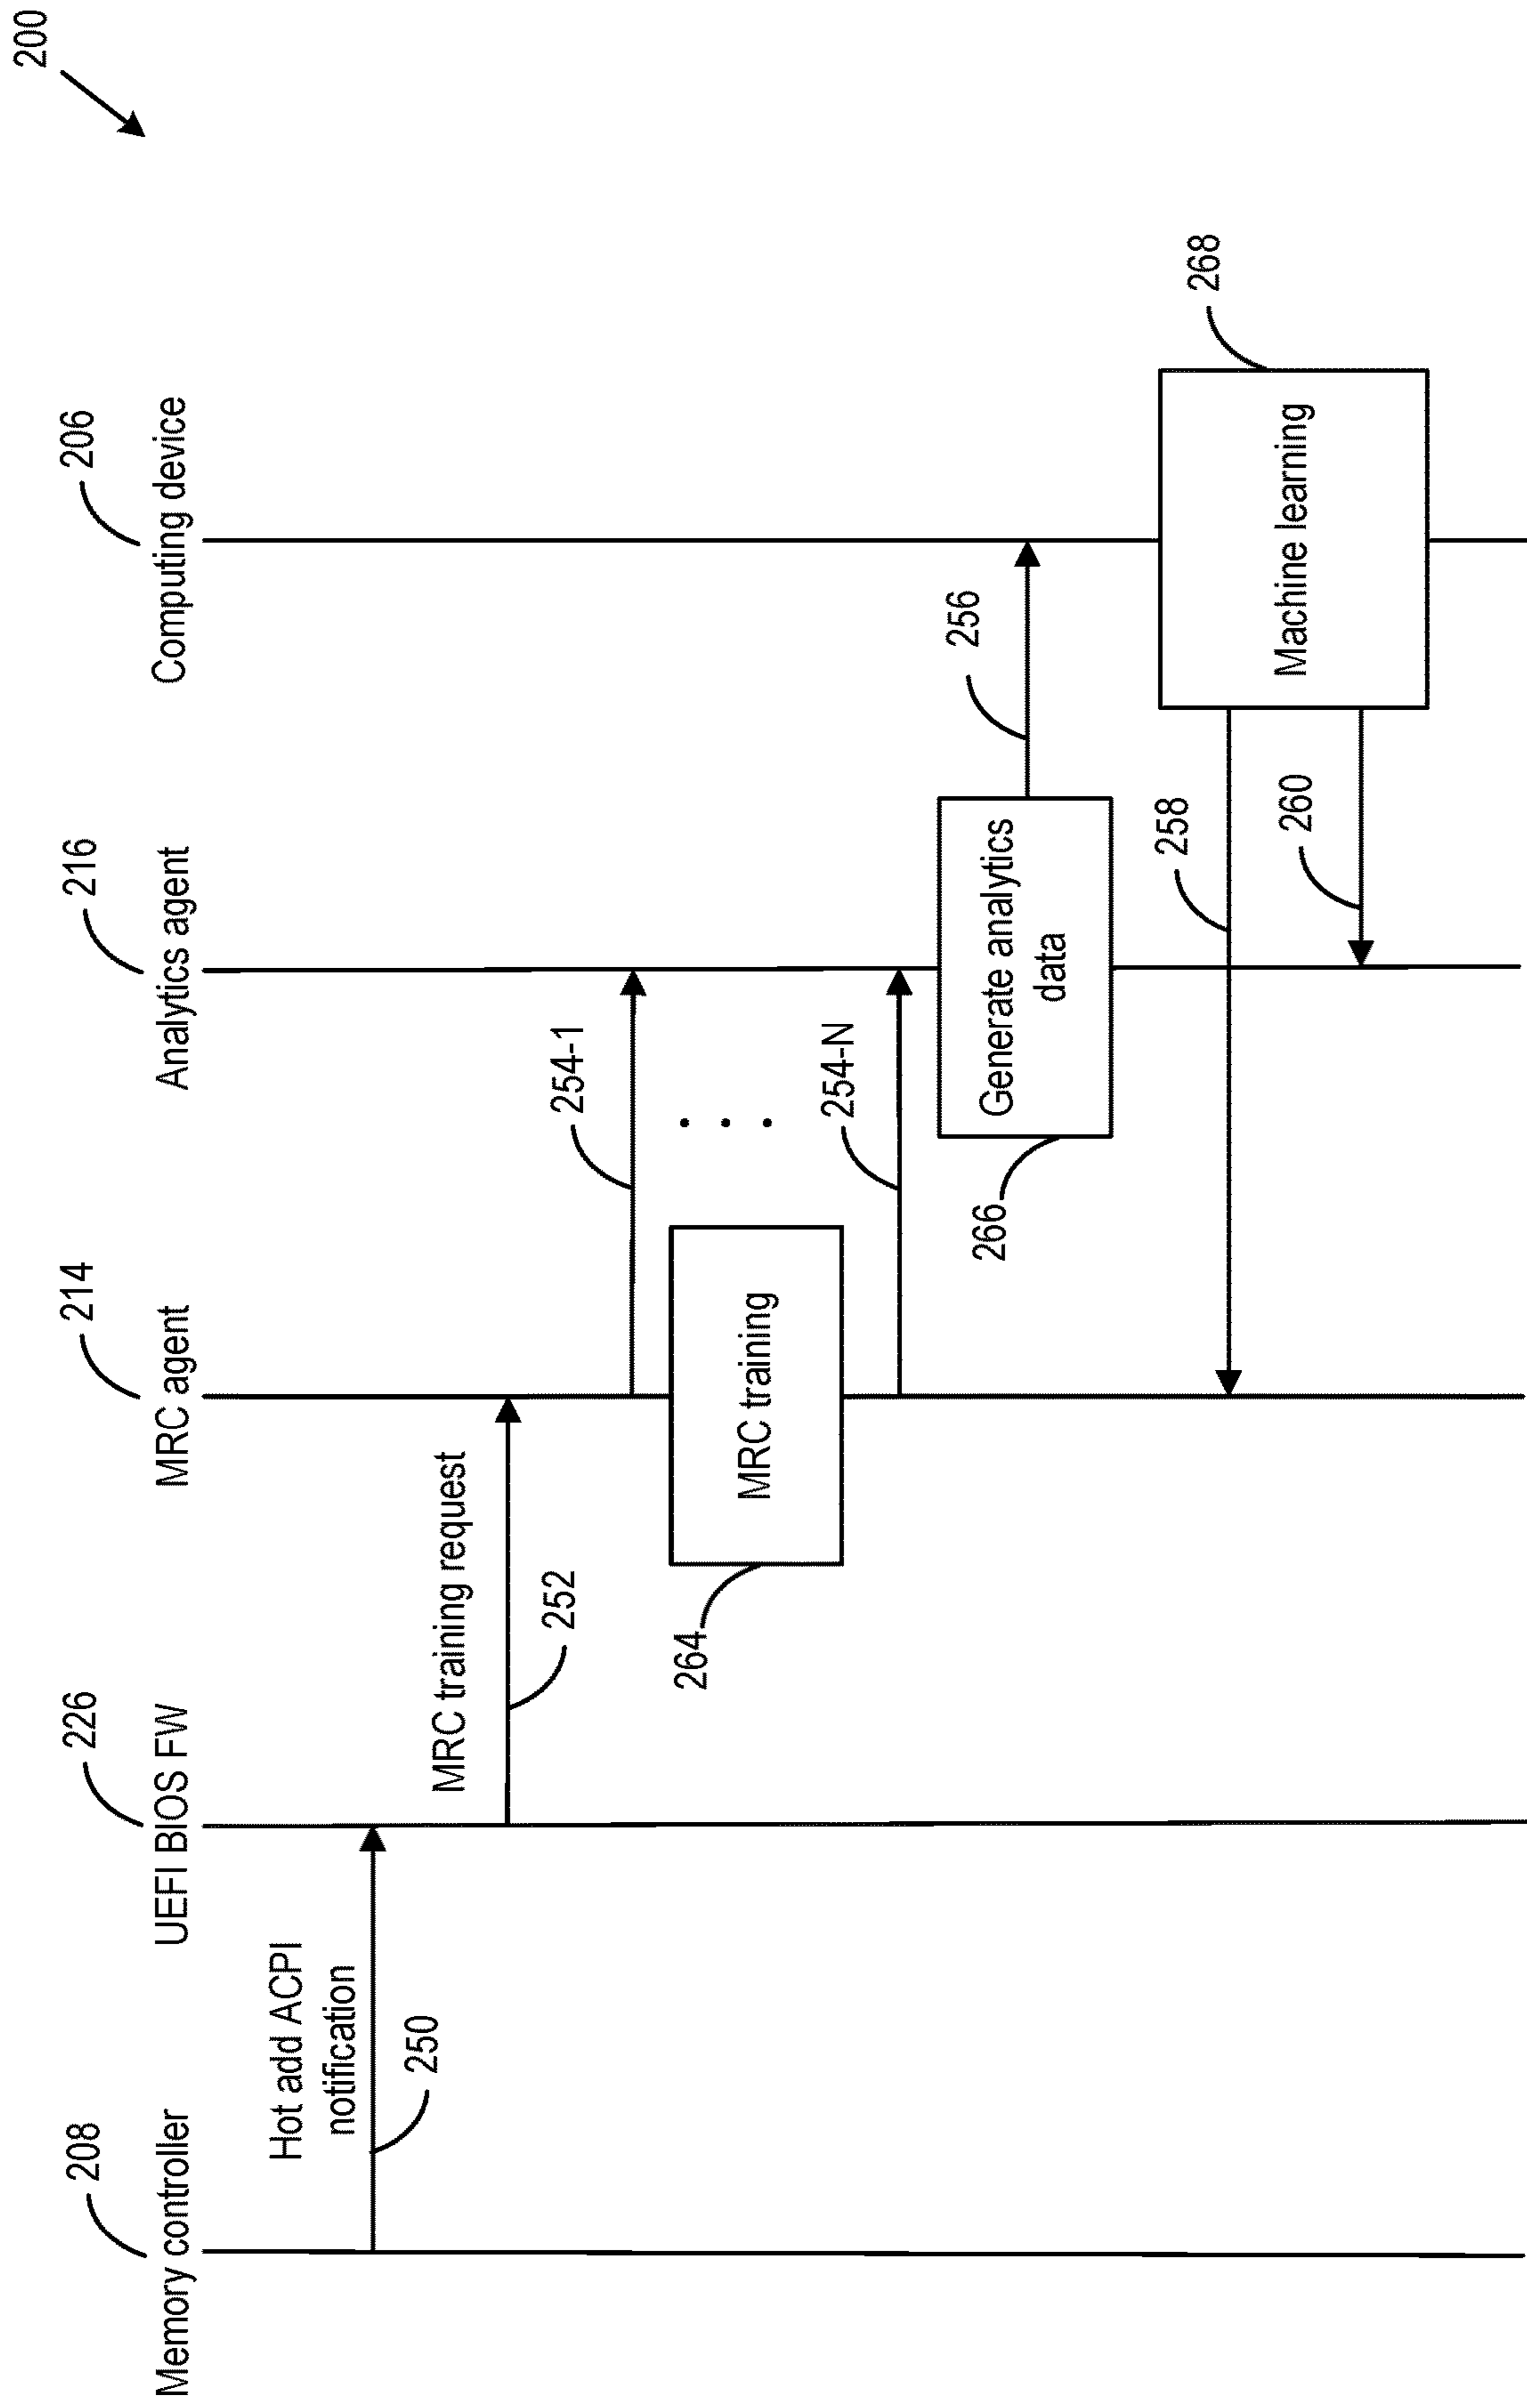 200
208
226
214
216
206
Memory controller
UEFI BIOS FW
MRC agent
Analytics agent
Computing device
Hot add ACPI
notification
250
MRC training request
252
254-1
. . .
264
MRC training
254-N
256
266
Generate analytics
data
258
268
Machine learning
260